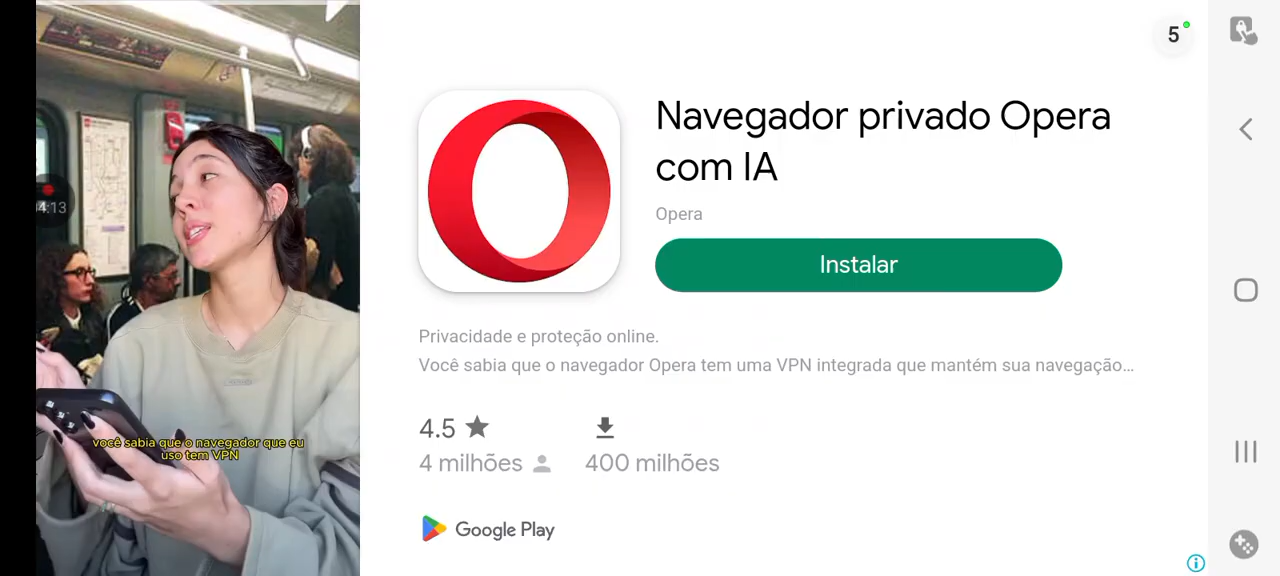 5
Navegador privado Opera
com IA
Opera
Instalar
4:13
Privacidade e proteção online.
Você sabia que o navegador Opera tem uma VPN integrada que mantém sua navegação...
4.5
4 milhões
400 milhões
você sabia que o navegador que eu
uso tem VPN
Google Play